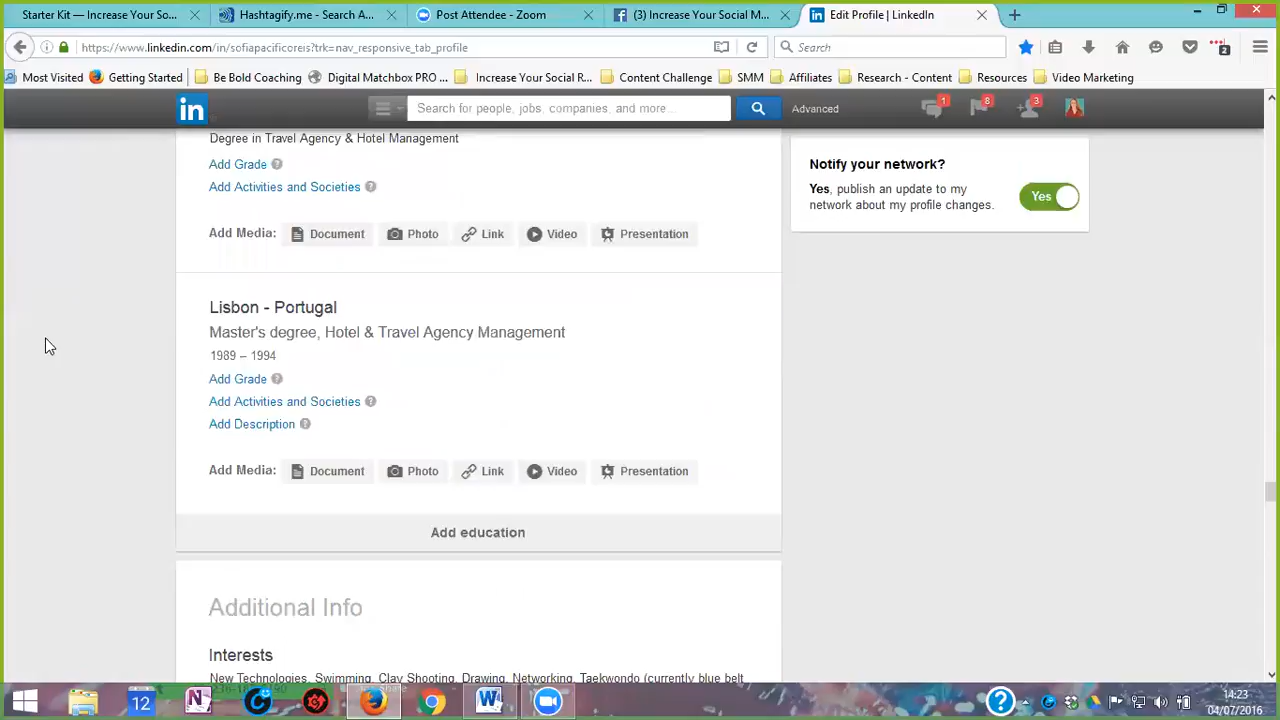 Starter Kit — Increase Your So...
Hashtagify.me - Search A...
Post Attendee - Zoom
(3) Increase Your Social M...
Edit Profile | LinkedIn
https://www.linkedin.com/in/sofiapacificoreis?trk=nav_responsive_tab_profile
Search
2
Most Visited
Getting Started
Be Bold Coaching
Digital Matchbox PRO ...
Increase Your Social R...
Content Challenge
SMM
Affiliates
Research - Content
Resources
Video Marketing
in
Search for people, jobs, companies, and more...
Advanced
1
8
3
Degree in Travel Agency & Hotel Management
Add Grade ?
Add Activities and Societies ?
Add Media: Document Photo Link Video Presentation
Notify your network?
Yes, publish an update to my
network about my profile changes.
Yes
Lisbon - Portugal
Master's degree, Hotel & Travel Agency Management
1989 – 1994
Add Grade ?
Add Activities and Societies ?
Add Description ?
Add Media: Document Photo Link Video Presentation
Add education
Additional Info
Interests
New Technologies, Swimming, Clay Shooting, Drawing, Networking, Taekwondo (currently blue belt
12
14:23
04/07/2016